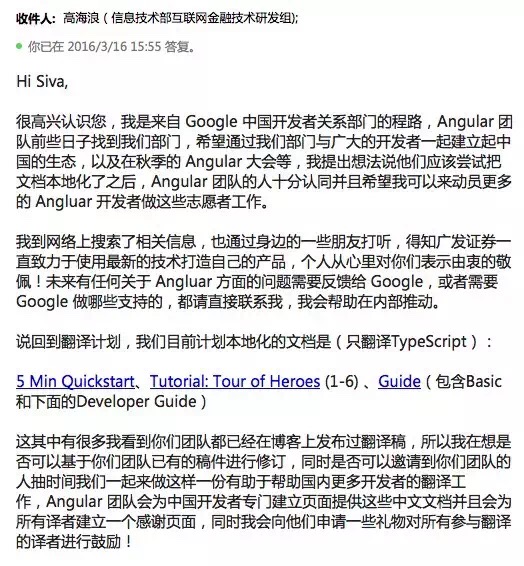 收件人: 高海浪（信息技术部互联网金融技术研发组);
你已在 2016/3/16 15:55 答复。
Hi Siva,
很高兴认识您，我是来自 Google 中国开发者关系部门的程路，Angular 团
队前些日子找到我们部门，希望通过我们部门与广大的开发者一起建立起中
国的生态，以及在秋季的 Angular 大会等，我提出想法说他们应该尝试把
文档本地化了之后，Angular 团队的人十分认同并且希望我可以来动员更多
的 Angluar 开发者做这些志愿者工作。
我到网络上搜索了相关信息，也通过身边的一些朋友打听，得知广发证券一
直致力于使用最新的技术打造自己的产品，个人从心里对你们表示由衷的敬
佩！未来有任何关于 Angluar 方面的问题需要反馈给 Google，或者需要
Google 做哪些支持的，都请直接联系我，我会帮助在内部推动。
说回到翻译计划，我们目前计划本地化的文档是（只翻译TypeScript）：
5 Min Quickstart、Tutorial: Tour of Heroes (1-6) 、Guide（包含Basic
和下面的Developer Guide）
这其中有很多我看到你们团队都已经在博客上发布过翻译稿，所以我在想是
否可以基于你们团队已有的稿件进行修订，同时是否可以邀请到你们团队的
人抽时间我们一起来做这样一份有助于帮助国内更多开发者的翻译工
作，Angular 团队会为中国开发者专门建立页面提供这些中文文档并且会为
所有译者建立一个感谢页面，同时我会向他们申请一些礼物对所有参与翻译
的译者进行鼓励！